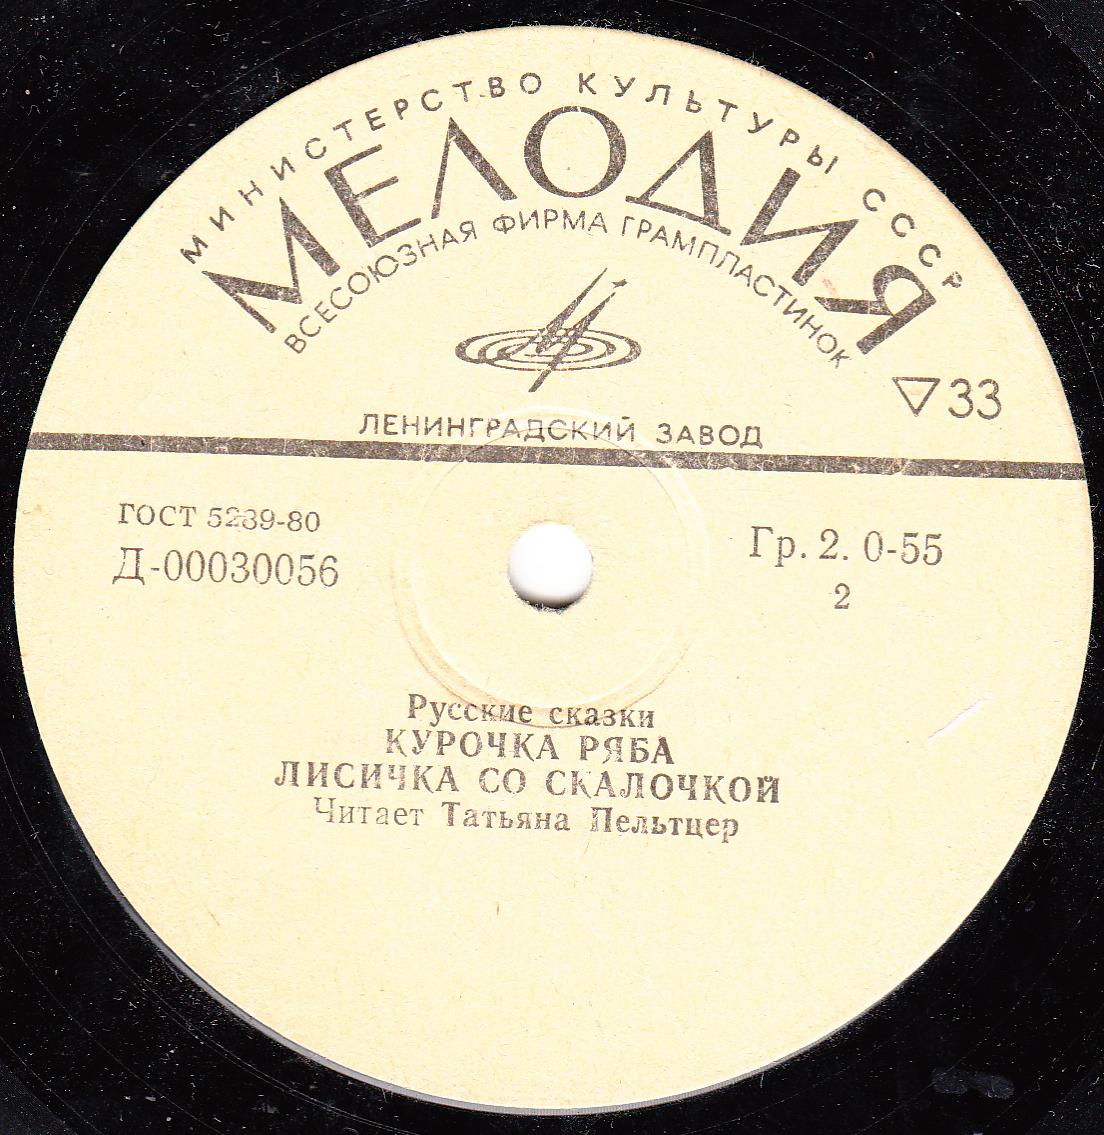 МИНИСТЕРСТВО КУЛЬТУРЫ СССР
МЕЛОДИЯ
ВСЕСОЮЗНАЯ ФИРМА ГРАМПЛАСТИНОК
▽33
ЛЕНИНГРАДСКИЙ ЗАВОД
ГОСТ 5289-80
Д-00030056
Гр. 2. 0-55
2
Русские сказки
КУРОЧКА РЯБА
ЛИСИЧКА СО СКАЛОЧКОЙ
Читает Татьяна Пельтцер